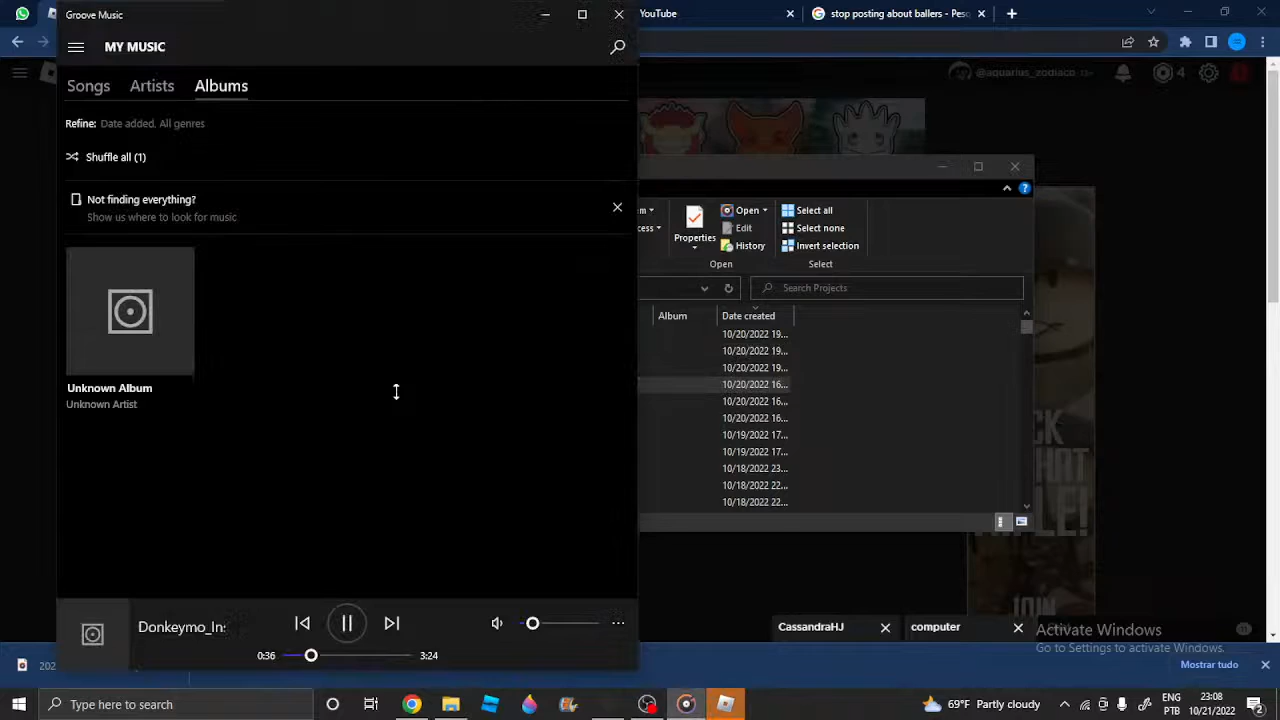 Groove Music
MY MUSIC
Songs Artists Albums
Refine: Date added, All genres
Shuffle all (1)
Not finding everything?
Show us where to look for music
Unknown Album
Unknown Artist
Donkeymo_In
0:36 3:24
YouTube
stop posting about ballers - Pesq
@aquarius_zodiaco
4
Properties
Open
Edit
History
Open
Select all
Select none
Invert selection
Select
Search Projects
Album Date created
10/20/2022 19...
10/20/2022 19...
10/20/2022 19...
10/20/2022 16...
10/20/2022 16...
10/20/2022 16...
10/19/2022 17...
10/19/2022 17...
10/18/2022 23...
10/18/2022 22...
10/18/2022 22...
JOIN
CassandraHJ
computer
Activate Windows
Go to Settings to activate Windows.
Mostrar tudo
202
Type here to search
69°F Partly cloudy
ENG
PTB
23:08
10/21/2022
2